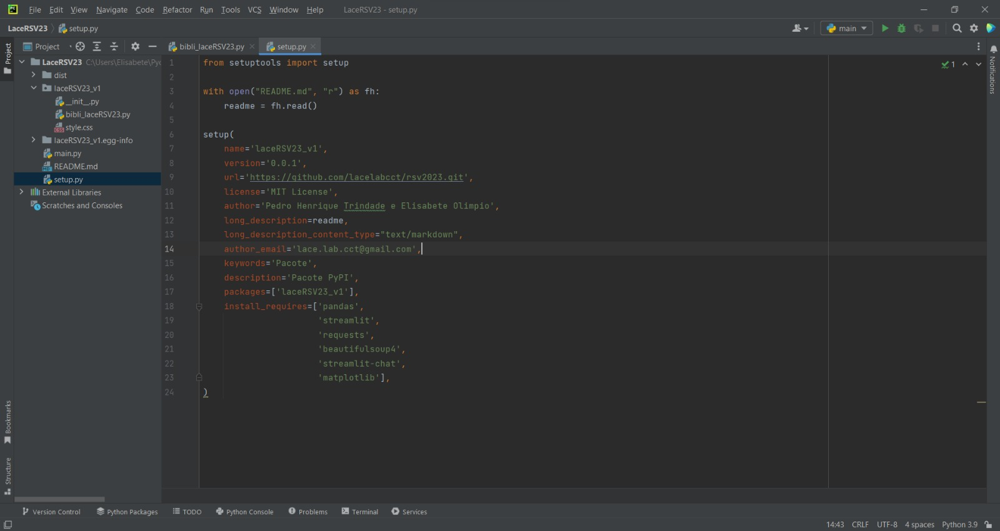 File Edit View Navigate Code Refactor Run Tools VCS Window Help LaceRSV23 - setup.py
LaceRSV23 setup.py main
Project bibli_laceRSV23.py setup.py
Project
LaceRSV23 C:\Users\Elisabete\Pyc
dist
laceRSV23_v1
__init__.py
bibli_laceRSV23.py
style.css
laceRSV23_v1.egg-info
main.py
README.md
setup.py
External Libraries
Scratches and Consoles
1 from setuptools import setup
2
3 with open("README.md", "r") as fh:
4 readme = fh.read()
5
6 setup(
7 name='laceRSV23_v1',
8 version='0.0.1',
9 url='https://github.com/lacelabcct/rsv2023.git',
10 license='MIT License',
11 author='Pedro Henrique Trindade e Elisabete Olimpio',
12 long_description=readme,
13 long_description_content_type="text/markdown",
14 author_email='lace.lab.cct@gmail.com',
15 keywords='Pacote',
16 description='Pacote PyPI',
17 packages=['laceRSV23_v1'],
18 install_requires=['pandas',
19 'streamlit',
20 'requests',
21 'beautifulsoup4',
22 'streamlit-chat',
23 'matplotlib'],
24 )
1
Notifications
Bookmarks
Structure
Version Control Python Packages TODO Python Console Problems Terminal Services
14:43 CRLF UTF-8 4 spaces Python 3.9